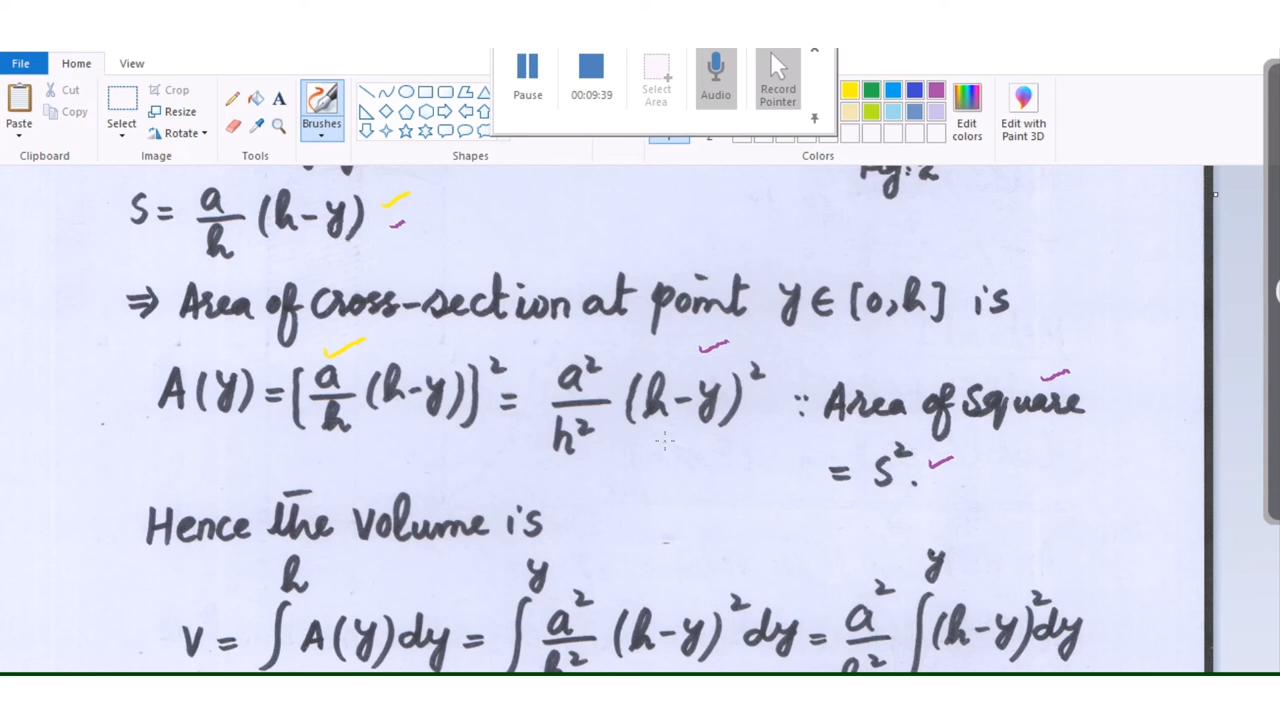 File Home View
Cut
Copy
Paste
Crop
Resize
Rotate
Select
Brushes
Pause
00:09:39
Select Area
Audio
Record Pointer
Edit colors
Edit with Paint 3D
Clipboard Image Tools Shapes Colors
Fig: 2
S = a/h (h-y)
⇒ Area of cross-section at point y ∈ [0,h] is
A(y) = [a/h (h-y)]² = a²/h² (h-y)² ∵ Area of square
= S².
Hence the volume is
V = ∫ʰ A(y)dy = ∫ʸ a²/h² (h-y)² dy = a²/h² ∫ʸ (h-y)² dy